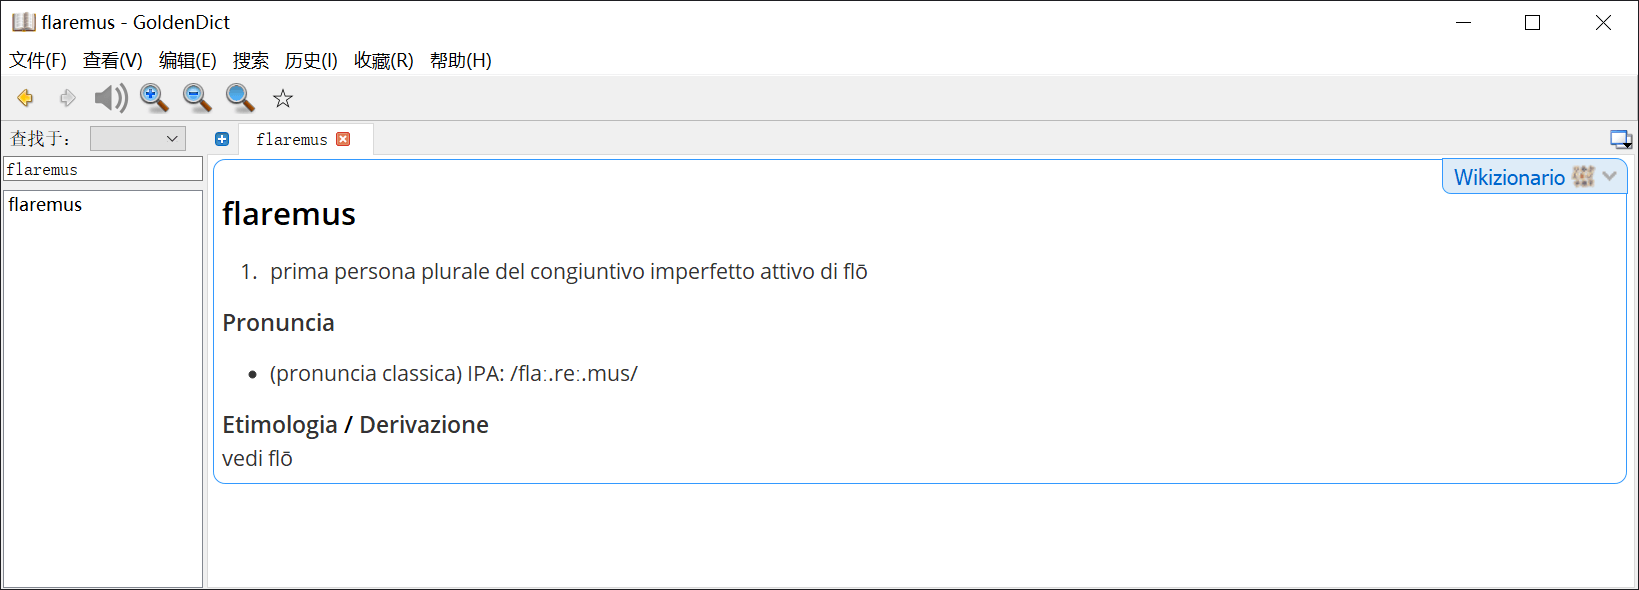 flaremus - GoldenDict
文件(F) 查看(V) 编辑(E) 搜索 历史(I) 收藏(R) 帮助(H)
查找于:
flaremus
flaremus
flaremus
Wikizionario
flaremus
1. prima persona plurale del congiuntivo imperfetto attivo di flō
Pronuncia
• (pronuncia classica) IPA: /flaː.reː.mus/
Etimologia / Derivazione
vedi flō